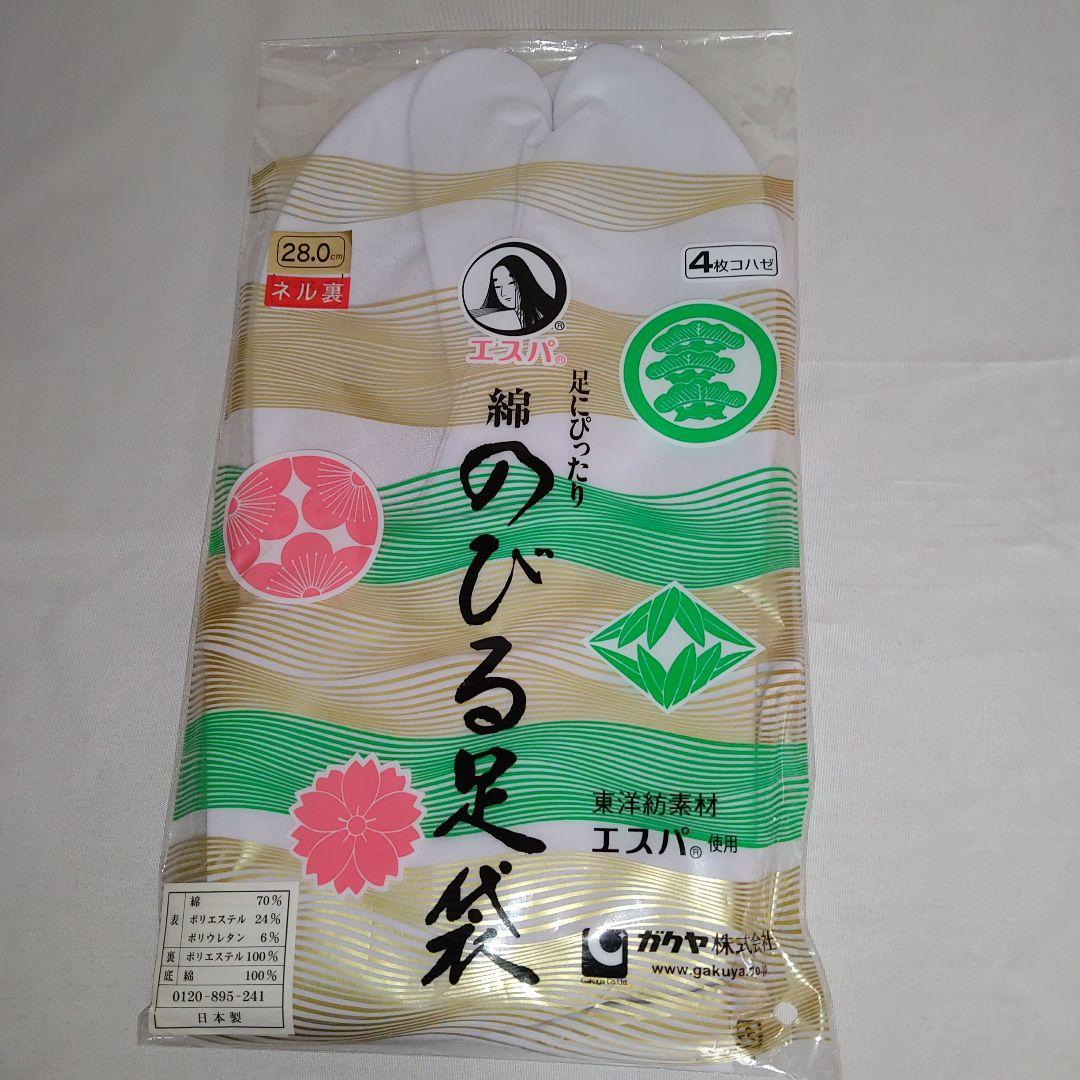 28.0cm
ネル裏
4枚コハゼ
エスパ®
足にぴったり
綿
のびる足袋
東洋紡素材
エスパ®使用
ガクヤ株式会社
Gakuya Co.Ltd.
www.gakuya.co.jp
表 綿 70%
ポリエステル 24%
ポリウレタン 6%
裏 ポリエステル 100%
底 綿 100%
0120-895-241
日本製